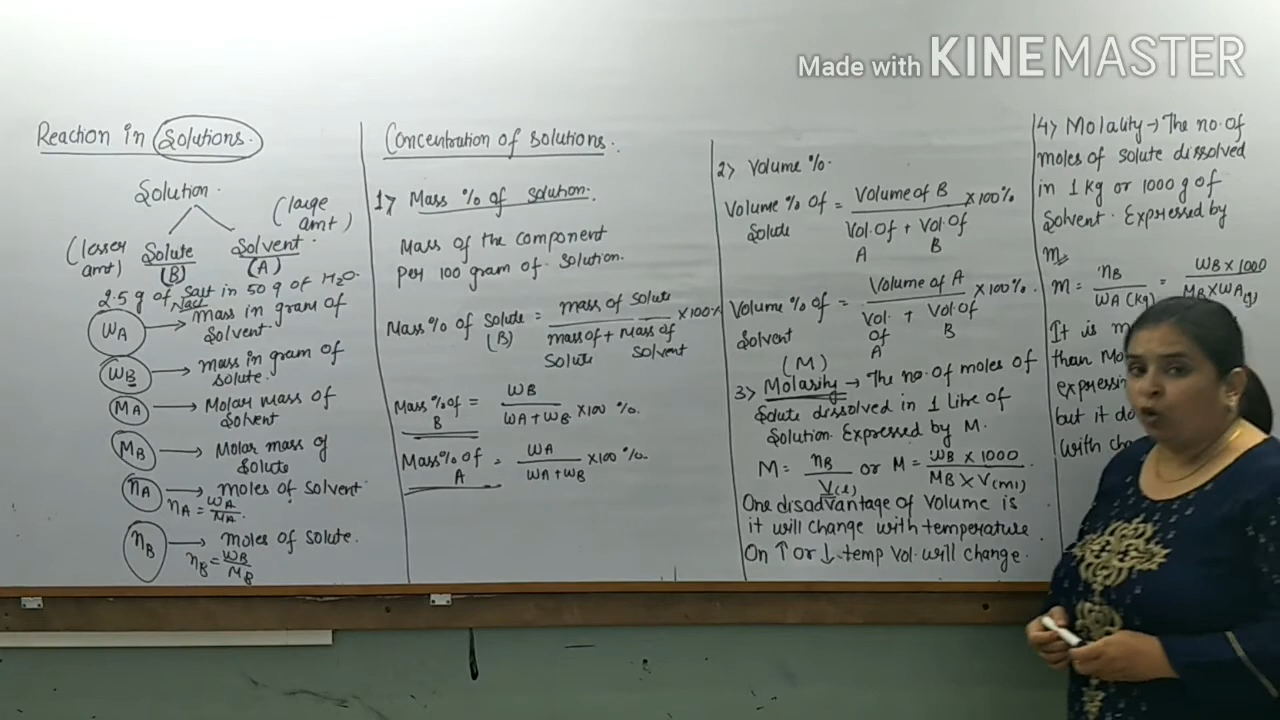 Made with KINEMASTER
Reaction in Solutions.
Solution.
(large
amt)
(lesser
amt)
Solute
(B)
Solvent.
(A)
2.5 g of Salt in 50 g of H2O.
NaCl
WA → mass in gram of
Solvent.
WB → mass in gram of
solute.
MA → Molar mass of
Solvent
MB → Molar mass of
Solute
nA → moles of solvent
nA = WA/MA
nB → moles of solute.
nB = WB/MB
Concentration of solutions.
1> Mass % of solution.
Mass of the component
Per 100 gram of solution.
Mass % of Solute (B) = mass of solute / mass of Solute + Mass of Solvent × 100%
Mass % of B = WB / WA + WB × 100 %.
Mass % of A = WA / WA + WB × 100 %.
2> Volume %.
Volume % of Solute = Volume of B / Vol. Of A + Vol. Of B × 100%
Volume % of Solvent = Volume of A / Vol. Of A + Vol Of B × 100%.
(M)
3> Molarity → The no. of moles of
Solute dissolved in 1 Litre of
Solution. Expressed by M.
M = nB / V(l) or M = WB × 1000 / MB × V(ml)
One disadvantage of volume is
it will change with temperature.
On ↑ Or ↓ temp Vol. will change.
4> Molality → The no. of
moles of solute dissolved
in 1 kg or 1000 g of
Solvent. Expressed by
m
m = nB / WA (kg) = WB × 1000 / MB × WA (g)
It is
than
but it
with